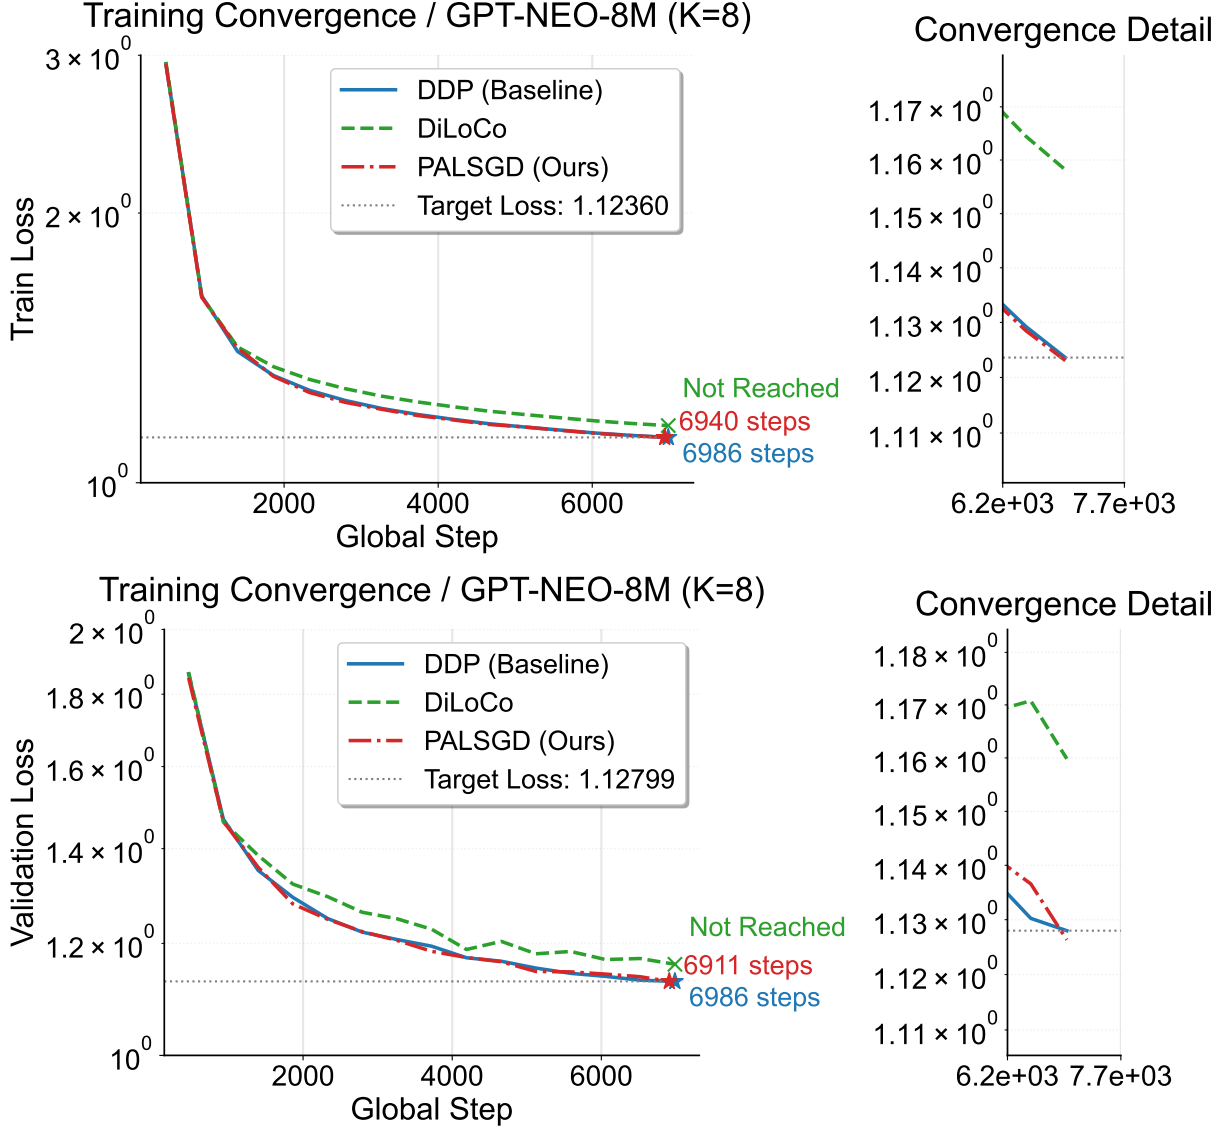 Training Convergence / GPT-NEO-8M (K=8)
3 × 10^0
2 × 10^0
10^0
Train Loss
DDP (Baseline)
DiLoCo
PALSGD (Ours)
Target Loss: 1.12360
Not Reached
6940 steps
6986 steps
2000
4000
6000
Global Step
Convergence Detail
1.17 × 10^0
1.16 × 10^0
1.15 × 10^0
1.14 × 10^0
1.13 × 10^0
1.12 × 10^0
1.11 × 10^0
6.2e+03
7.7e+03
Training Convergence / GPT-NEO-8M (K=8)
2 × 10^0
1.8 × 10^0
1.6 × 10^0
1.4 × 10^0
1.2 × 10^0
10^0
Validation Loss
DDP (Baseline)
DiLoCo
PALSGD (Ours)
Target Loss: 1.12799
Not Reached
6911 steps
6986 steps
2000
4000
6000
Global Step
Convergence Detail
1.18 × 10^0
1.17 × 10^0
1.16 × 10^0
1.15 × 10^0
1.14 × 10^0
1.13 × 10^0
1.12 × 10^0
1.11 × 10^0
6.2e+03
7.7e+03